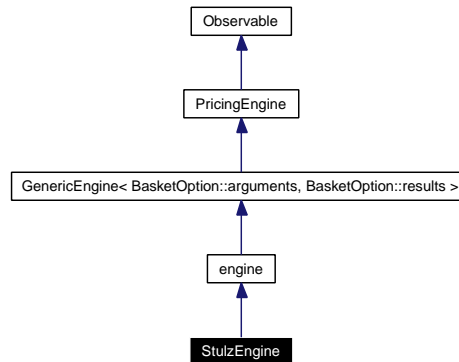 Observable
PricingEngine
GenericEngine< BasketOption::arguments, BasketOption::results >
engine
StulzEngine